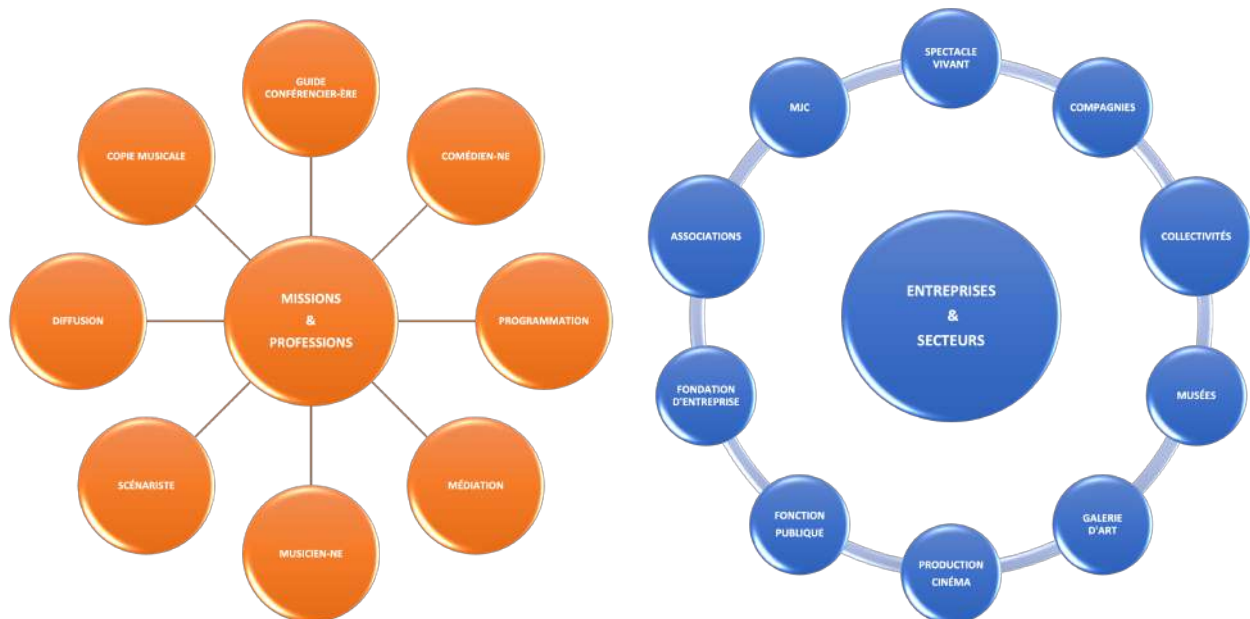 GUIDE
CONFÉRENCIER-ÈRE
COMÉDIEN-NE
PROGRAMMATION
MÉDIATION
MUSICIEN-NE
SCÉNARISTE
DIFFUSION
COPIE MUSICALE
MISSIONS
&
PROFESSIONS
SPECTACLE
VIVANT
COMPAGNIES
COLLECTIVITÉS
MUSÉES
GALERIE
D'ART
PRODUCTION
CINÉMA
FONCTION
PUBLIQUE
FONDATION
D'ENTREPRISE
ASSOCIATIONS
MJC
ENTREPRISES
&
SECTEURS